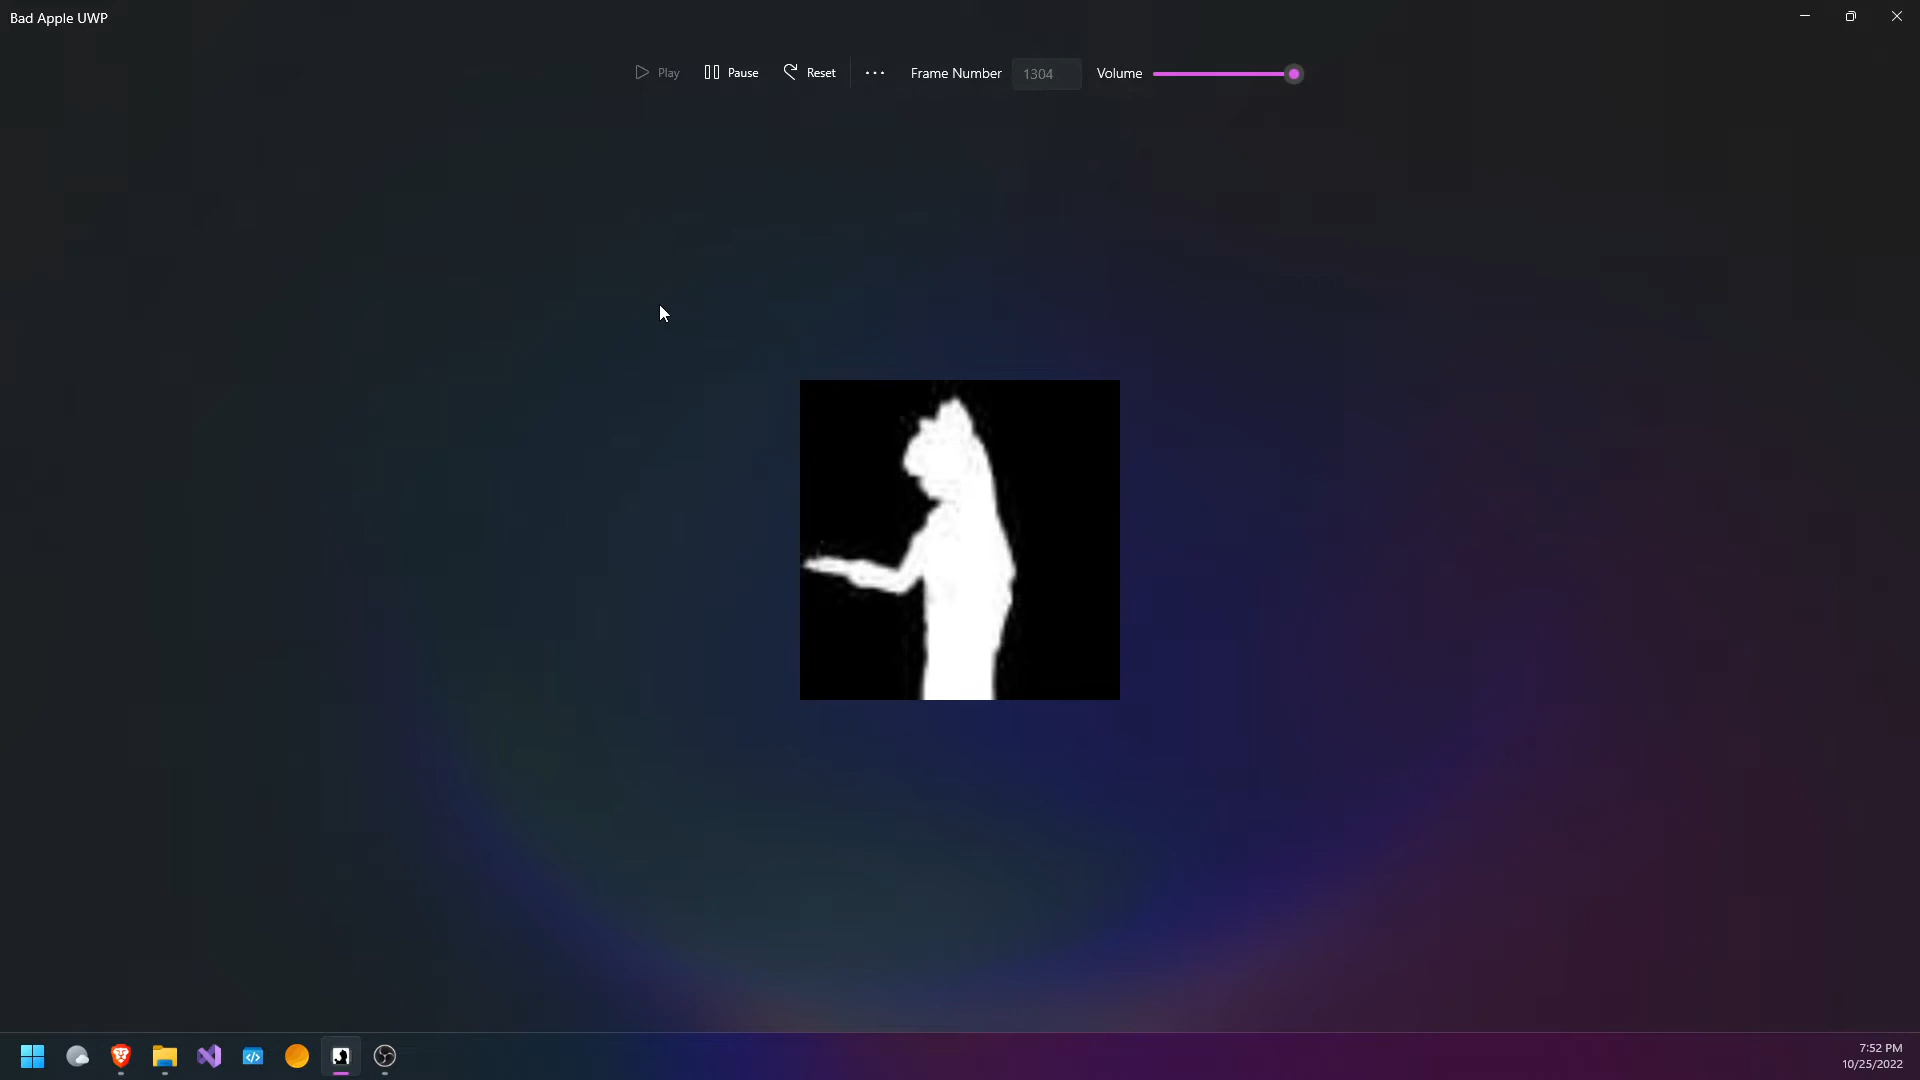 Bad Apple UWP
Play Pause Reset ... Frame Number 1304 Volume
7:52 PM
10/25/2022